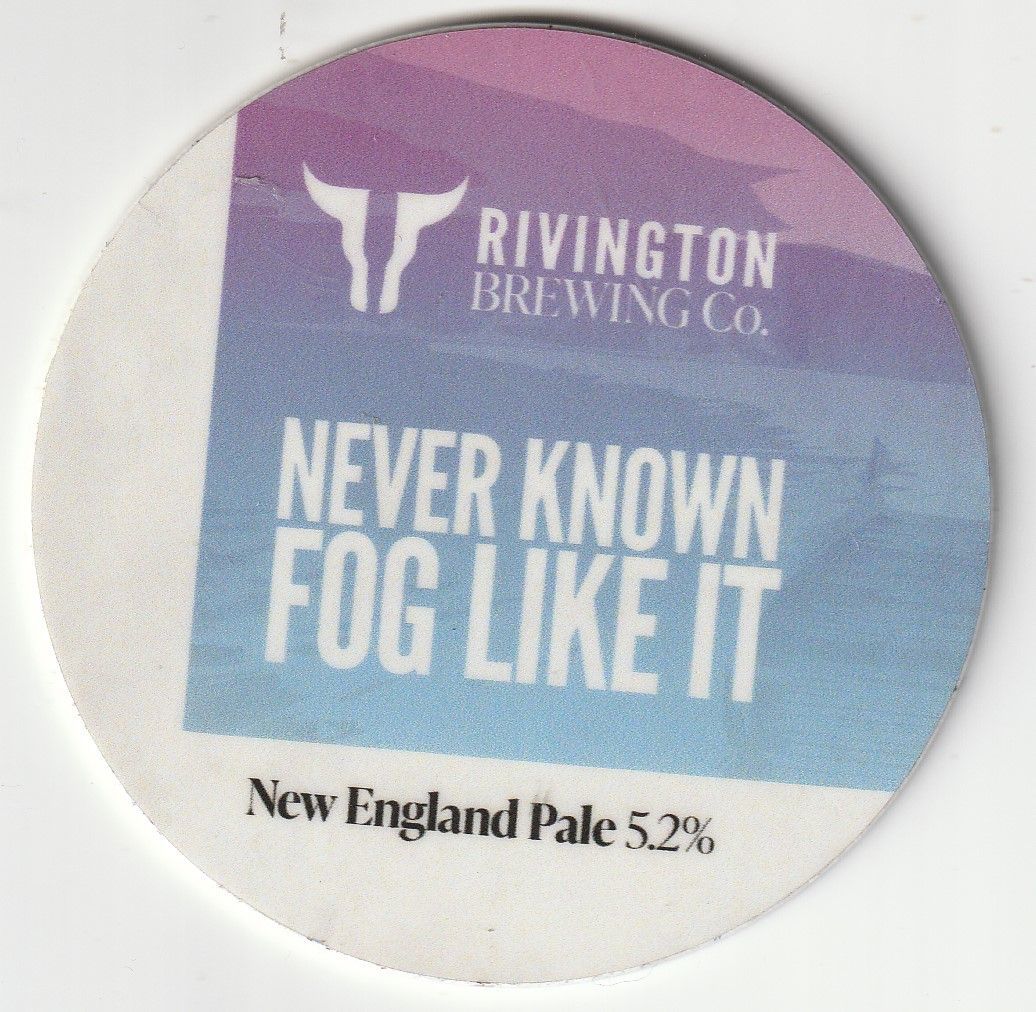 RIVINGTON
BREWING Co.
NEVER KNOWN
FOG LIKE IT
New England Pale 5.2%